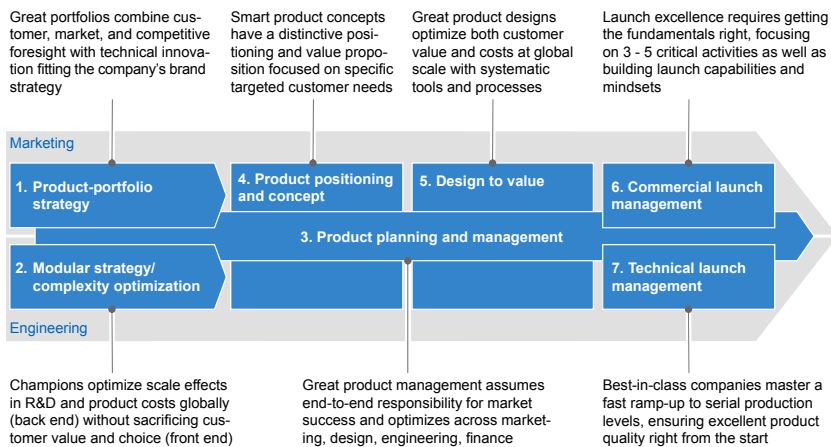 Great portfolios combine cus-
tomer, market, and competitive
foresight with technical innova-
tion fitting the company's brand
strategy
Smart product concepts
have a distinctive posi-
tioning and value propo-
sition focused on specific
targeted customer needs
Great product designs
optimize both customer
value and costs at global
scale with systematic
tools and processes
Launch excellence requires getting
the fundamentals right, focusing
on 3 - 5 critical activities as well as
building launch capabilities and
mindsets
Marketing
1. Product-portfolio
strategy
4. Product positioning
and concept
5. Design to value
6. Commercial launch
management
3. Product planning and management
2. Modular strategy/
complexity optimization
7. Technical launch
management
Engineering
Champions optimize scale effects
in R&D and product costs globally
(back end) without sacrificing cus-
tomer value and choice (front end)
Great product management assumes
end-to-end responsibility for market
success and optimizes across market-
ing, design, engineering, finance
Best-in-class companies master a
fast ramp-up to serial production
levels, ensuring excellent product
quality right from the start